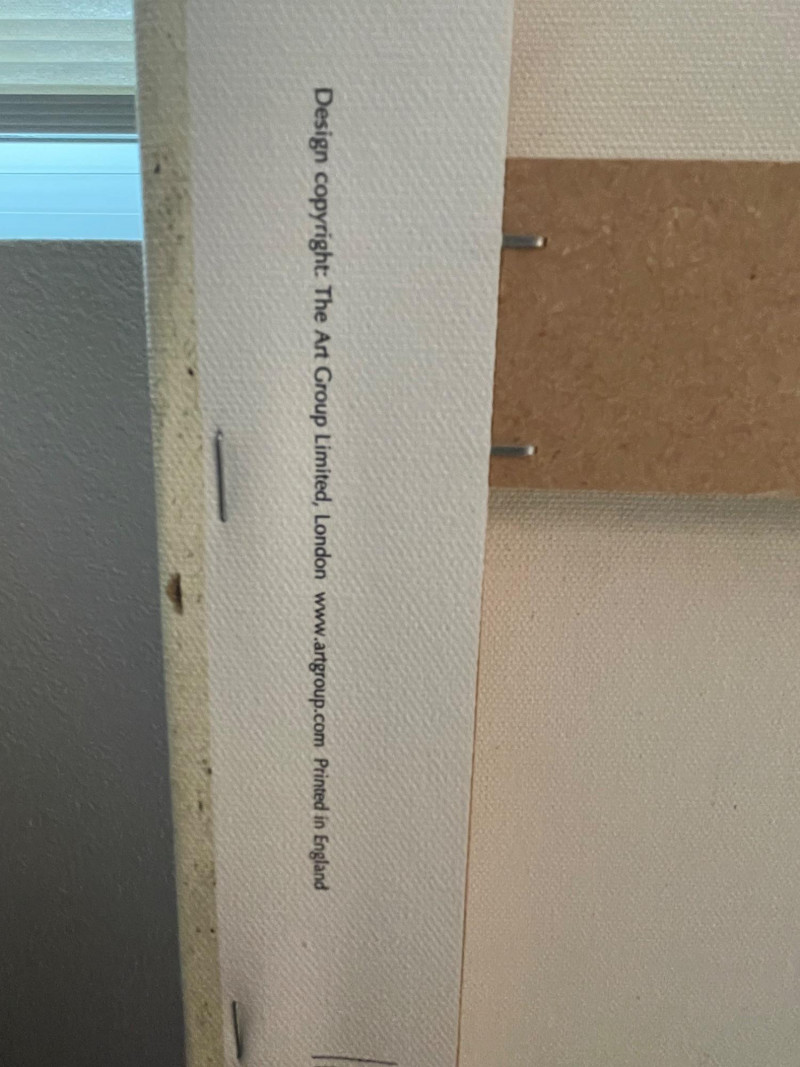 Design copyright: The Art Group Limited, London www.artgroup.com Printed in England